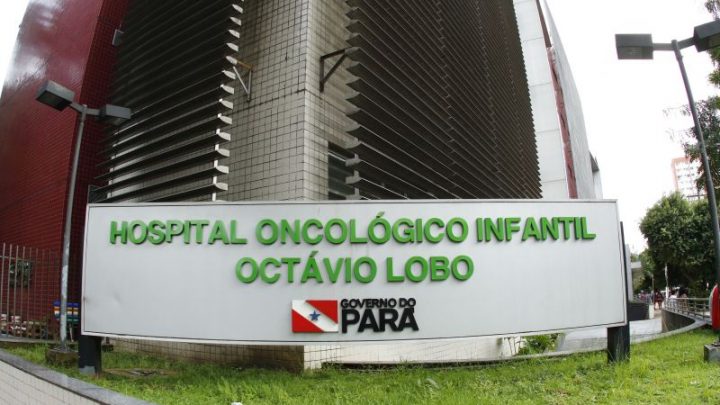 HOSPITAL ONCOLÓGICO INFANTIL
OCTÁVIO LOBO
GOVERNO DO
PARÁ